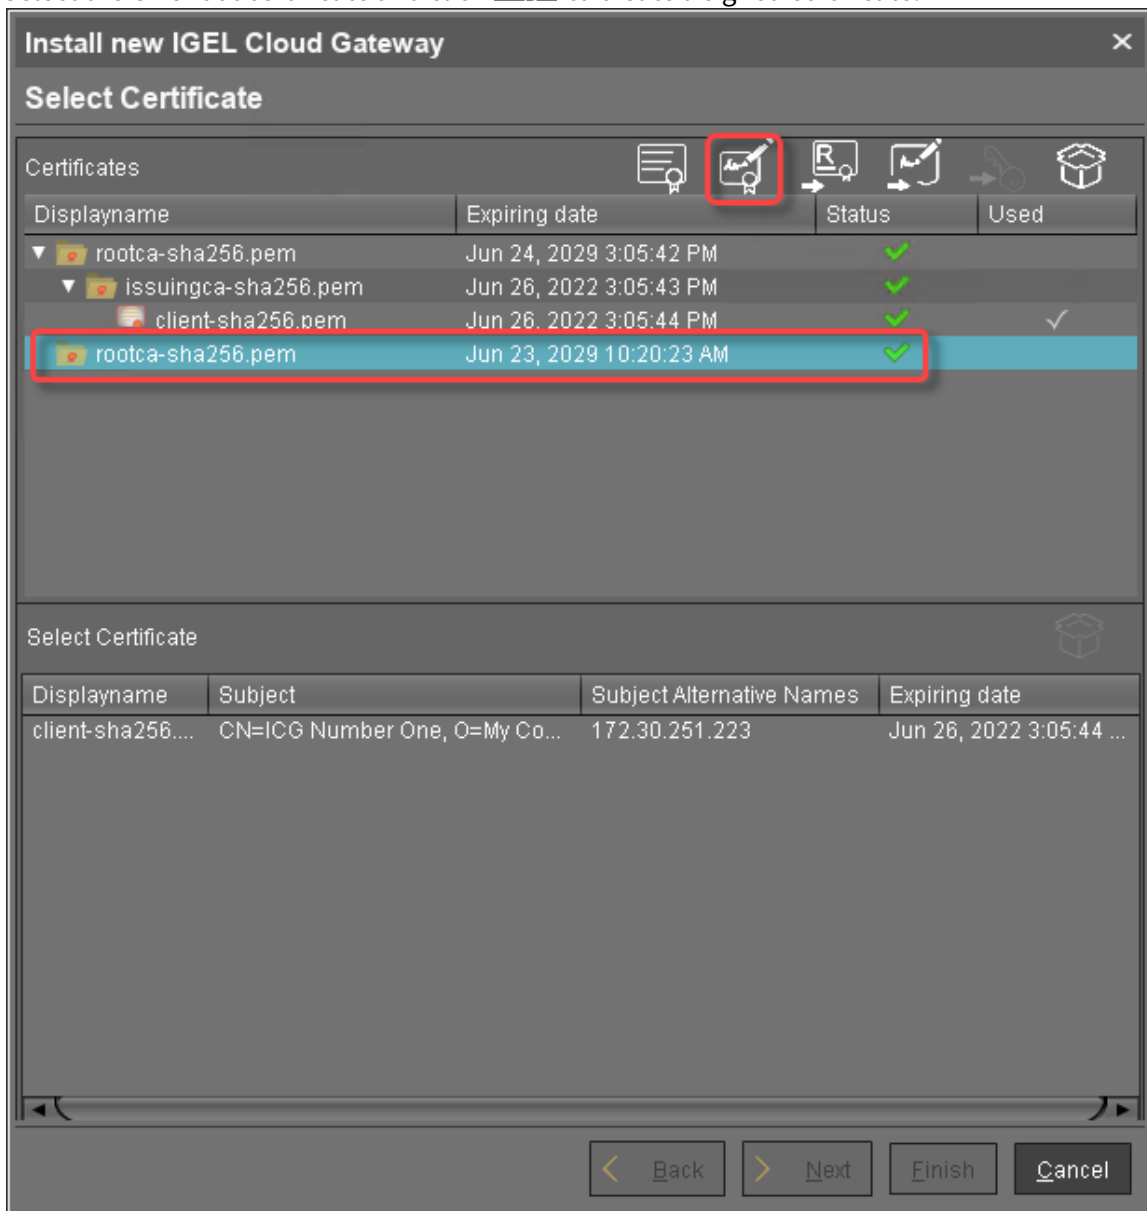 Install new IGEL Cloud Gateway
Select Certificate
Certificates
Displayname Expiring date Status Used
rootca-sha256.pem Jun 24, 2029 3:05:42 PM
issuingca-sha256.pem Jun 26, 2022 3:05:43 PM
client-sha256.pem Jun 26, 2022 3:05:44 PM
rootca-sha256.pem Jun 23, 2029 10:20:23 AM
Select Certificate
Displayname Subject Subject Alternative Names Expiring date
client-sha256.... CN=ICG Number One, O=My Co... 172.30.251.223 Jun 26, 2022 3:05:44 ...
Back Next Finish Cancel